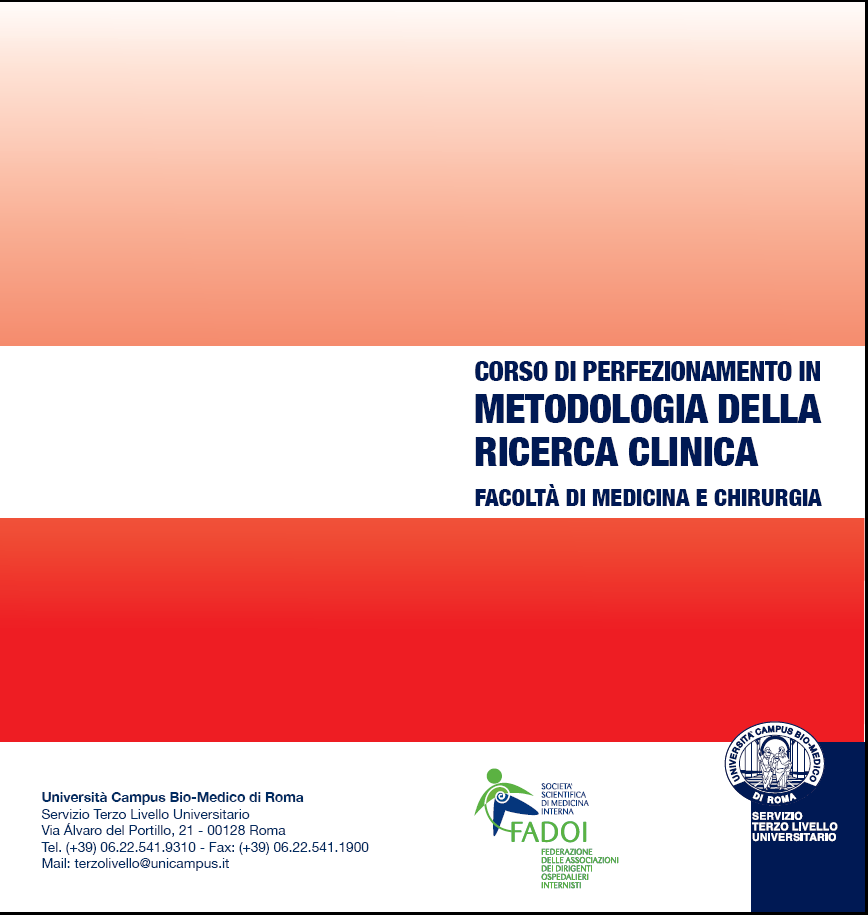 CORSO DI PERFEZIONAMENTO IN
METODOLOGIA DELLA
RICERCA CLINICA
FACOLTÀ DI MEDICINA E CHIRURGIA
Università Campus Bio-Medico di Roma
Servizio Terzo Livello Universitario
Via Álvaro del Portillo, 21 - 00128 Roma
Tel. (+39) 06.22.541.9310 - Fax: (+39) 06.22.541.1900
Mail: terzolivello@unicampus.it
SOCIETA'
SCIENTIFICA
DI MEDICINA
INTERNA
FADOI
FEDERAZIONE
DELLE ASSOCIAZIONI
DEI DIRIGENTI
OSPEDALIERI
INTERNISTI
UNIVERSITÀ CAMPUS BIO-MEDICO
DI ROMA
SERVIZIO
TERZO LIVELLO
UNIVERSITARIO